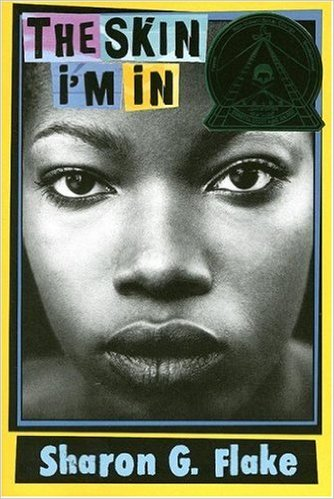 THE SKiN
i'M iN
Sharon G. Flake